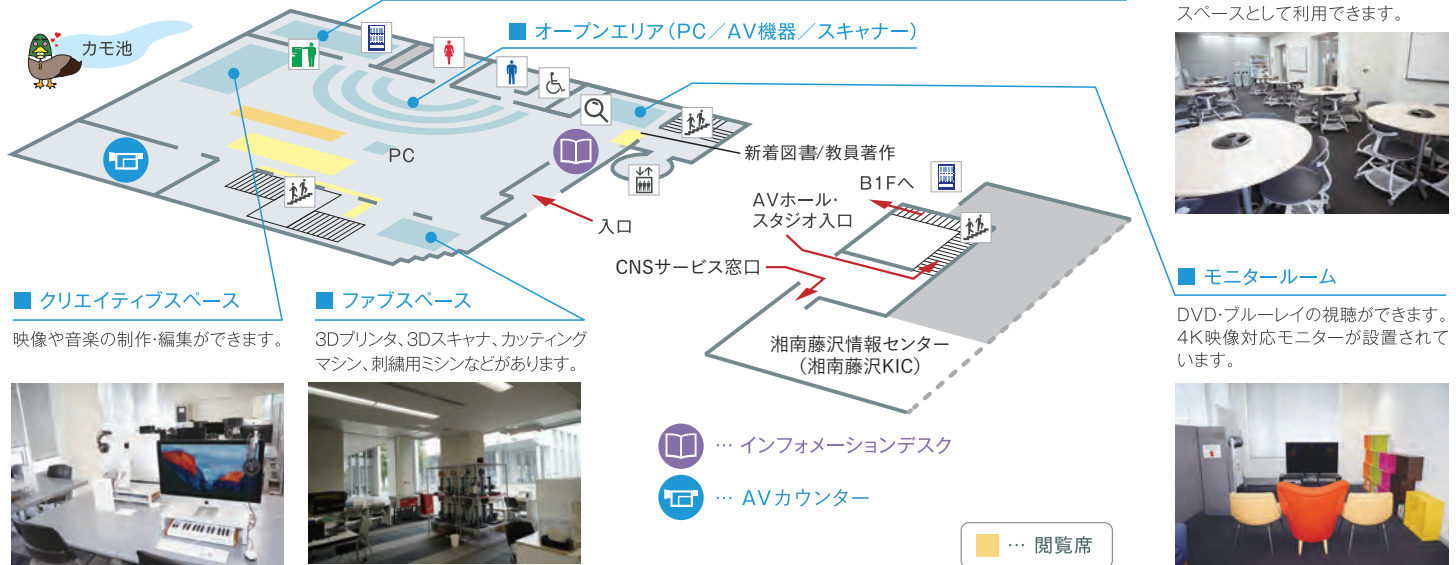 スペースとして利用できます。
カモ池
■ オープンエリア（PC／AV機器／スキャナー）
PC
新着図書/教員著作
入口
B1Fへ
AVホール・
スタジオ入口
CNSサービス窓口
湘南藤沢情報センター
（湘南藤沢KIC）
■ クリエイティブスペース
映像や音楽の制作・編集ができます。
■ ファブスペース
3Dプリンタ、3Dスキャナ、カッティング
マシン、刺繍用ミシンなどがあります。
■ モニタールーム
DVD・ブルーレイの視聴ができます。
4K映像対応モニターが設置されて
います。
… インフォメーションデスク
… AVカウンター
… 閲覧席